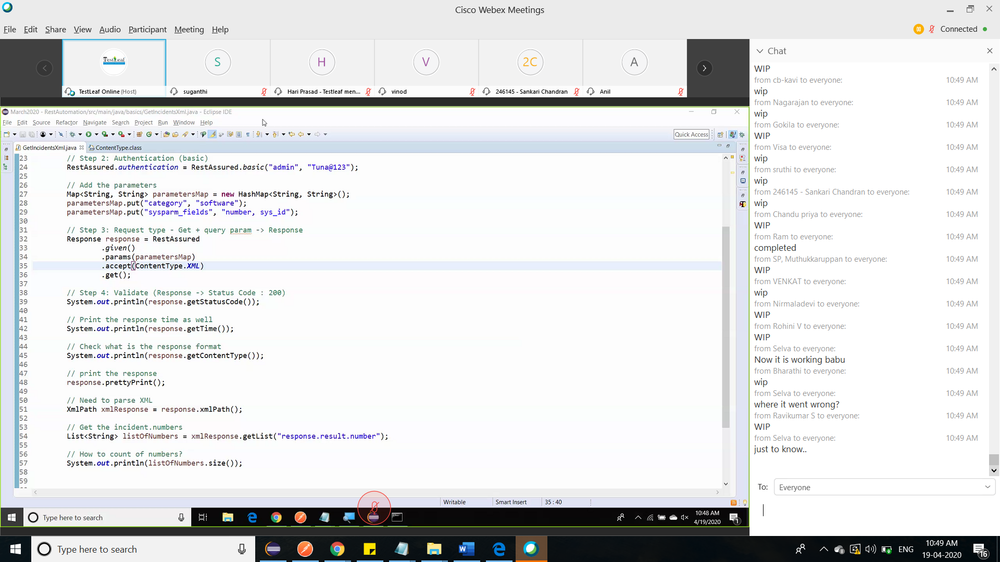 Cisco Webex Meetings
File Edit Share View Audio Participant Meeting Help
Connected
TestLeaf
S
H
V
2C
A
TestLeaf Online (Host)
suganthi
Hari Prasad - Testleaf men...
vinod
246145 - Sankari Chandran
Anil
March2020 - RestAutomation/src/main/java/basics/GetIncidentsXml.java - Eclipse IDE
File Edit Source Refactor Navigate Search Project Run Window Help
Quick Access
GetIncidentsXml.java
ContentType.class
23 // Step 2: Authentication (basic)
24 RestAssured.authentication = RestAssured.basic("admin", "Tuna@123");
25
26 // Add the parameters
27 Map<String, String> parametersMap = new HashMap<String, String>();
28 parametersMap.put("category", "software");
29 parametersMap.put("sysparm_fields", "number, sys_id");
30
31 // Step 3: Request type - Get + query param -> Response
32 Response response = RestAssured
33 .given()
34 .params(parametersMap)
35 .accept(ContentType.XML)
36 .get();
37
38 // Step 4: Validate (Response -> Status Code : 200)
39 System.out.println(response.getStatusCode());
40
41 // Print the response time as well
42 System.out.println(response.getTime());
43
44 // Check what is the response format
45 System.out.println(response.getContentType());
46
47 // print the response
48 response.prettyPrint();
49
50 // Need to parse XML
51 XmlPath xmlResponse = response.xmlPath();
52
53 // Get the incident.numbers
54 List<String> listOfNumbers = xmlResponse.getList("response.result.number");
55
56 // How to count of numbers?
57 System.out.println(listOfNumbers.size());
58
59
Writable
Smart Insert
35 : 40
Type here to search
10:48 AM
4/19/2020
1
Chat
WIP
from cb-kavi to everyone: 10:49 AM
wip
from Nagarajan to everyone: 10:49 AM
wip
from Gokila to everyone: 10:49 AM
WIP
from Visa to everyone: 10:49 AM
wip
from sruthi to everyone: 10:49 AM
wip
from 246145 - Sankari Chandran to everyone: 10:49 AM
wip
from Chandu priya to everyone: 10:49 AM
WIP
from Ram to everyone: 10:49 AM
completed
from SP, Muthukkaruppan to everyone: 10:49 AM
WIP
from VENKAT to everyone: 10:49 AM
wip
from Nirmaladevi to everyone: 10:49 AM
WIP
from Rohini V to everyone: 10:49 AM
WIP
from Selva to everyone: 10:49 AM
Now it is working babu
from Bharathi to everyone: 10:49 AM
wip
from Selva to everyone: 10:49 AM
where it went wrong?
from Ravikumar S to everyone: 10:49 AM
WIP
from Selva to everyone: 10:49 AM
just to know..
To: Everyone
Type here to search
ENG
10:49 AM
19-04-2020
16